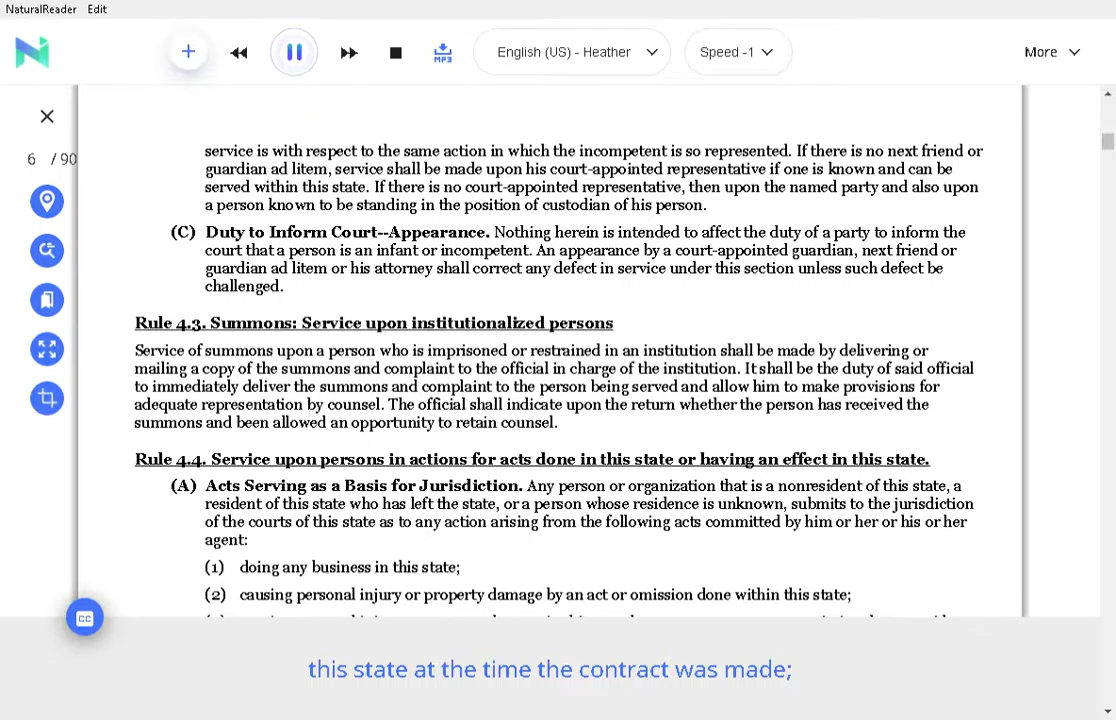 NaturalReader Edit
MP3
English (US) - Heather
Speed -1
More
6 / 90
service is with respect to the same action in which the incompetent is so represented. If there is no next friend or
guardian ad litem, service shall be made upon his court-appointed representative if one is known and can be
served within this state. If there is no court-appointed representative, then upon the named party and also upon
a person known to be standing in the position of custodian of his person.
(C) Duty to Inform Court--Appearance. Nothing herein is intended to affect the duty of a party to inform the
court that a person is an infant or incompetent. An appearance by a court-appointed guardian, next friend or
guardian ad litem or his attorney shall correct any defect in service under this section unless such defect be
challenged.
Rule 4.3. Summons: Service upon institutionalized persons
Service of summons upon a person who is imprisoned or restrained in an institution shall be made by delivering or
mailing a copy of the summons and complaint to the official in charge of the institution. It shall be the duty of said official
to immediately deliver the summons and complaint to the person being served and allow him to make provisions for
adequate representation by counsel. The official shall indicate upon the return whether the person has received the
summons and been allowed an opportunity to retain counsel.
Rule 4.4. Service upon persons in actions for acts done in this state or having an effect in this state.
(A) Acts Serving as a Basis for Jurisdiction. Any person or organization that is a nonresident of this state, a
resident of this state who has left the state, or a person whose residence is unknown, submits to the jurisdiction
of the courts of this state as to any action arising from the following acts committed by him or her or his or her
agent:
(1) doing any business in this state;
(2) causing personal injury or property damage by an act or omission done within this state;
CC
this state at the time the contract was made;